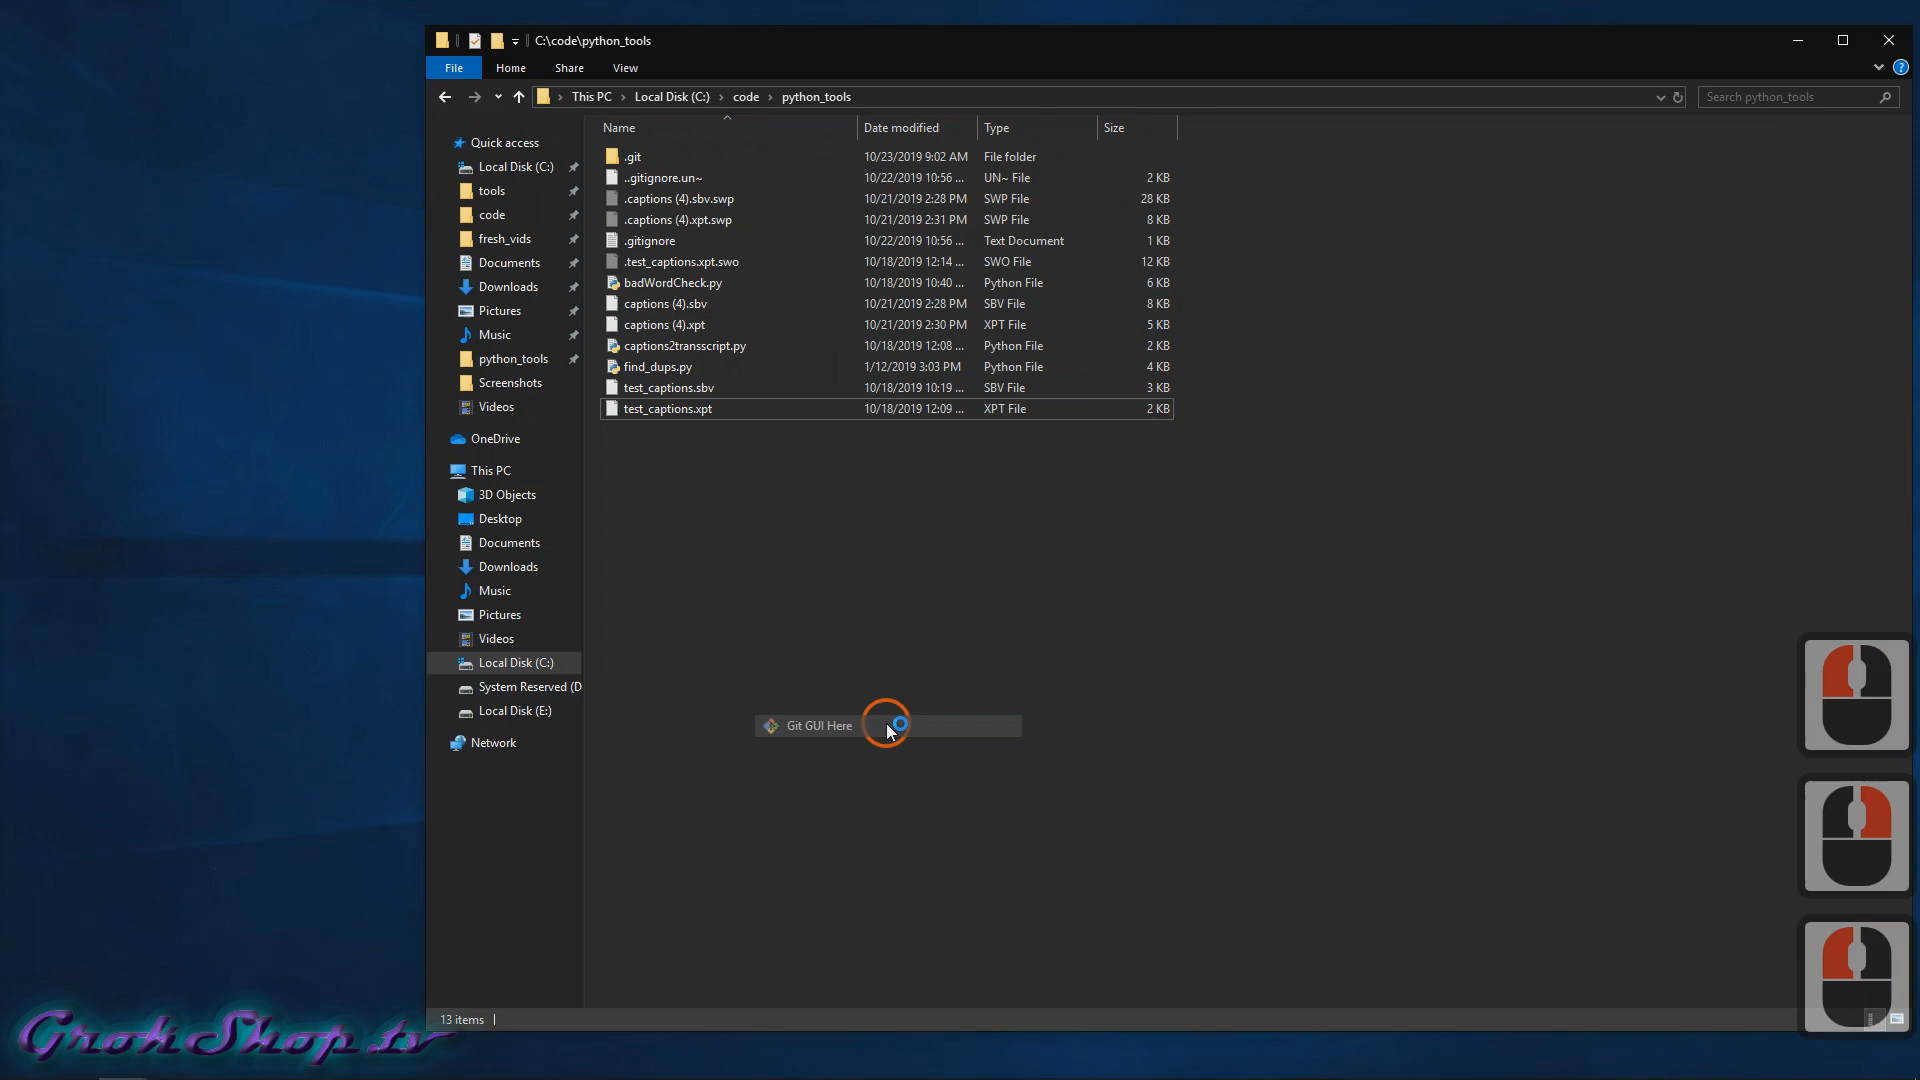 C:\code\python_tools
File Home Share View
This PC Local Disk (C:) code python_tools
Search python_tools
Name Date modified Type Size
.git 10/23/2019 9:02 AM File folder
..gitignore.un~ 10/22/2019 10:56 ... UN~ File 2 KB
.captions (4).sbv.swp 10/21/2019 2:28 PM SWP File 28 KB
.captions (4).xpt.swp 10/21/2019 2:31 PM SWP File 8 KB
.gitignore 10/22/2019 10:56 ... Text Document 1 KB
.test_captions.xpt.swo 10/18/2019 12:14 ... SWO File 12 KB
badWordCheck.py 10/18/2019 10:40 ... Python File 6 KB
captions (4).sbv 10/21/2019 2:28 PM SBV File 8 KB
captions (4).xpt 10/21/2019 2:30 PM XPT File 5 KB
captions2transscript.py 10/18/2019 12:08 ... Python File 2 KB
find_dups.py 1/12/2019 3:03 PM Python File 4 KB
test_captions.sbv 10/18/2019 10:19 ... SBV File 3 KB
test_captions.xpt 10/18/2019 12:09 ... XPT File 2 KB
Quick access
Local Disk (C:)
tools
code
fresh_vids
Documents
Downloads
Pictures
Music
python_tools
Screenshots
Videos
OneDrive
This PC
3D Objects
Desktop
Documents
Downloads
Music
Pictures
Videos
Local Disk (C:)
System Reserved (D
Local Disk (E:)
Network
Git GUI Here
13 items
GrokShop.tv